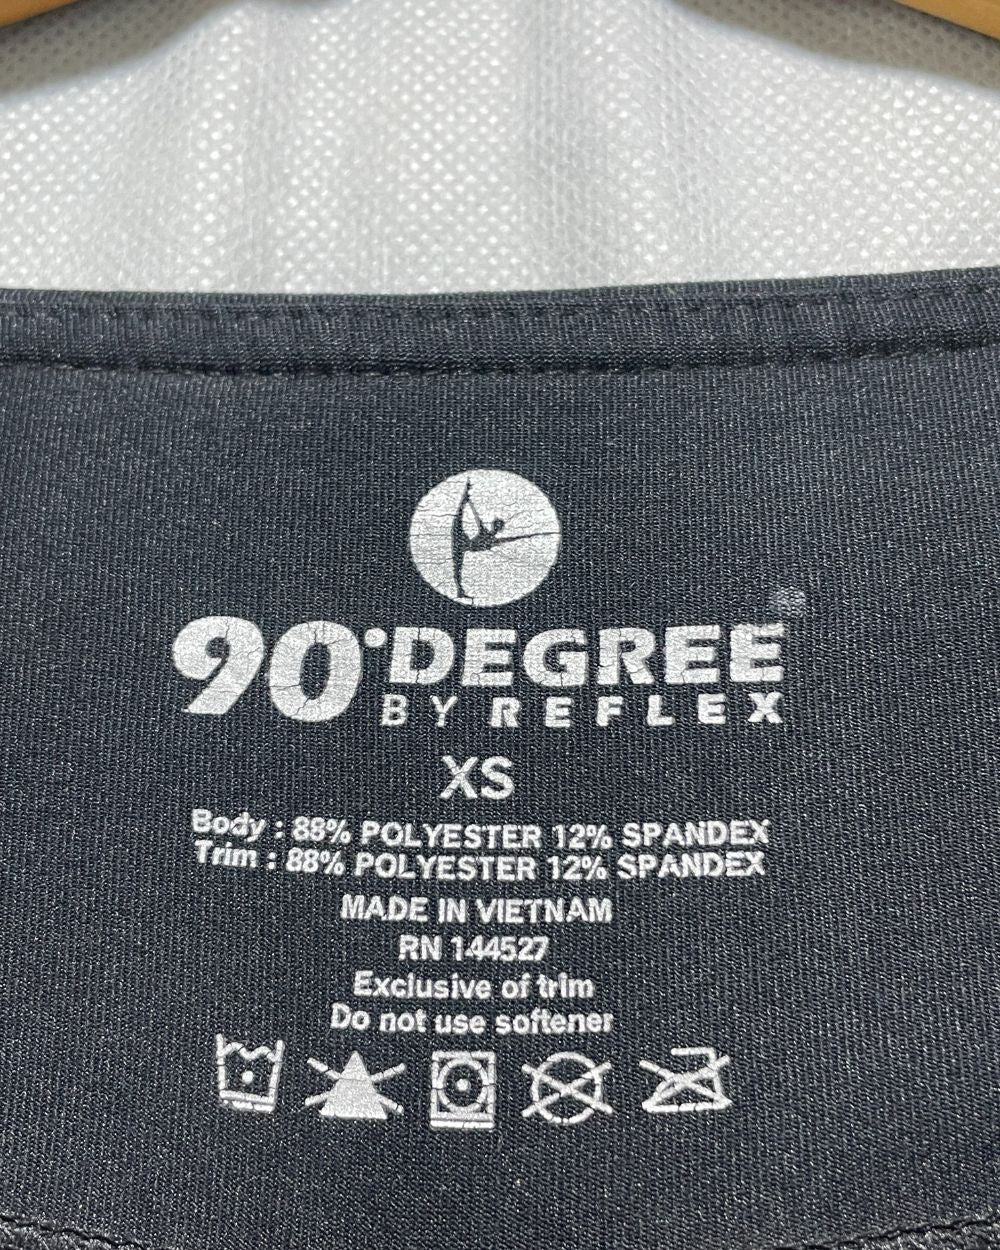 90°DEGREE
BY REFLEX
XS
Body : 88% POLYESTER 12% SPANDEX
Trim : 88% POLYESTER 12% SPANDEX
MADE IN VIETNAM
RN 144527
Exclusive of trim
Do not use softener